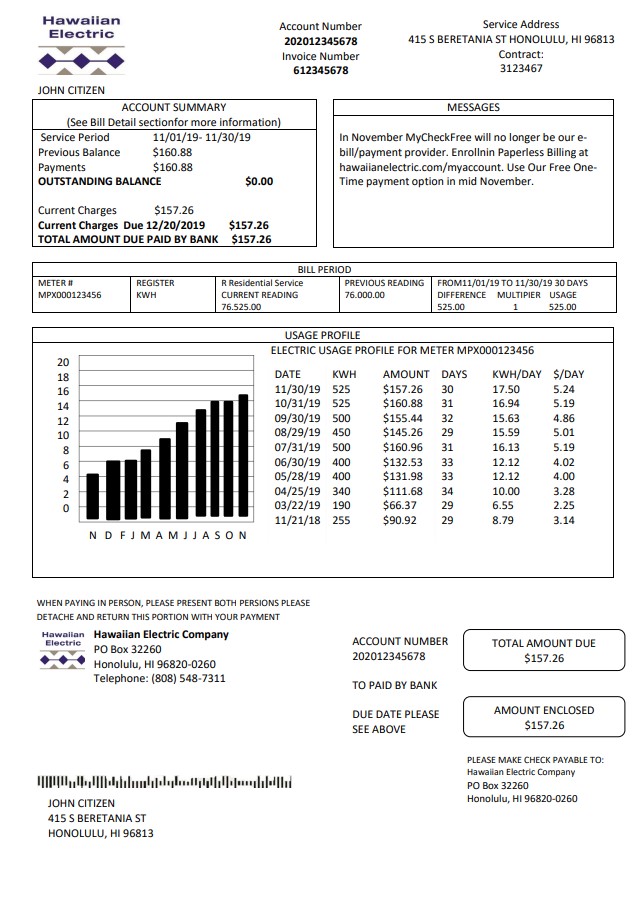 Hawaiian
Electric
Account Number
202012345678
Invoice Number
612345678
Service Address
415 S BERETANIA ST HONOLULU, HI 96813
Contract:
3123467
JOHN CITIZEN
ACCOUNT SUMMARY
(See Bill Detail sectionfor more information)
Service Period 11/01/19- 11/30/19
Previous Balance $160.88
Payments $160.88
OUTSTANDING BALANCE $0.00
Current Charges $157.26
Current Charges Due 12/20/2019 $157.26
TOTAL AMOUNT DUE PAID BY BANK $157.26
MESSAGES
In November MyCheckFree will no longer be our e-
bill/payment provider. Enrollnin Paperless Billing at
hawaiianelectric.com/myaccount. Use Our Free One-
Time payment option in mid November.
BILL PERIOD
METER # REGISTER R Residential Service PREVIOUS READING FROM11/01/19 TO 11/30/19 30 DAYS
MPX000123456 KWH CURRENT READING 76.000.00 DIFFERENCE MULTIPIER USAGE
76.525.00 525.00 1 525.00
USAGE PROFILE
ELECTRIC USAGE PROFILE FOR METER MPX000123456
20
18
16
14
12
10
8
6
4
2
0
N D F J M A M J J A S O N
DATE KWH AMOUNT DAYS KWH/DAY $/DAY
11/30/19 525 $157.26 30 17.50 5.24
10/31/19 525 $160.88 31 16.94 5.19
09/30/19 500 $155.44 32 15.63 4.86
08/29/19 450 $145.26 29 15.59 5.01
07/31/19 500 $160.96 31 16.13 5.19
06/30/19 400 $132.53 33 12.12 4.02
05/28/19 400 $131.98 33 12.12 4.00
04/25/19 340 $111.68 34 10.00 3.28
03/22/19 190 $66.37 29 6.55 2.25
11/21/18 255 $90.92 29 8.79 3.14
WHEN PAYING IN PERSON, PLEASE PRESENT BOTH PERSIONS PLEASE
DETACHE AND RETURN THIS PORTION WITH YOUR PAYMENT
Hawaiian
Electric
Hawaiian Electric Company
PO Box 32260
Honolulu, HI 96820-0260
Telephone: (808) 548-7311
ACCOUNT NUMBER
202012345678
TO PAID BY BANK
DUE DATE PLEASE
SEE ABOVE
TOTAL AMOUNT DUE
$157.26
AMOUNT ENCLOSED
$157.26
PLEASE MAKE CHECK PAYABLE TO:
Hawaiian Electric Company
PO Box 32260
Honolulu, HI 96820-0260
JOHN CITIZEN
415 S BERETANIA ST
HONOLULU, HI 96813